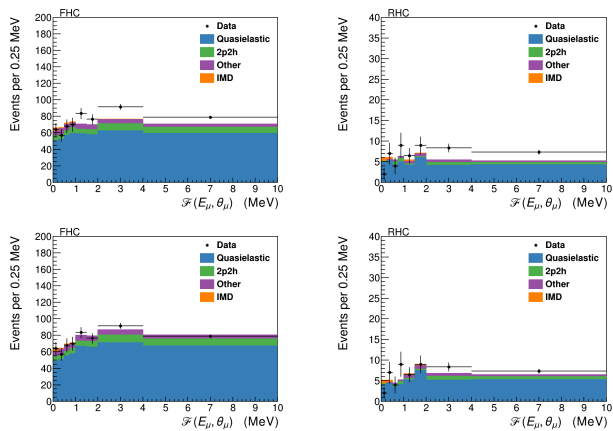 FHC
Events per 0.25 MeV
200
180
160
140
120
100
80
60
40
20
0
Data
Quasielastic
2p2h
Other
IMD
0 1 2 3 4 5 6 7 8 9 10
ℱ(Eμ, θμ) (MeV)
RHC
Events per 0.25 MeV
40
35
30
25
20
15
10
5
0
Data
Quasielastic
2p2h
Other
IMD
0 1 2 3 4 5 6 7 8 9 10
ℱ(Eμ, θμ) (MeV)
FHC
Events per 0.25 MeV
200
180
160
140
120
100
80
60
40
20
0
Data
Quasielastic
2p2h
Other
IMD
0 1 2 3 4 5 6 7 8 9 10
ℱ(Eμ, θμ) (MeV)
RHC
Events per 0.25 MeV
40
35
30
25
20
15
10
5
0
Data
Quasielastic
2p2h
Other
IMD
0 1 2 3 4 5 6 7 8 9 10
ℱ(Eμ, θμ) (MeV)